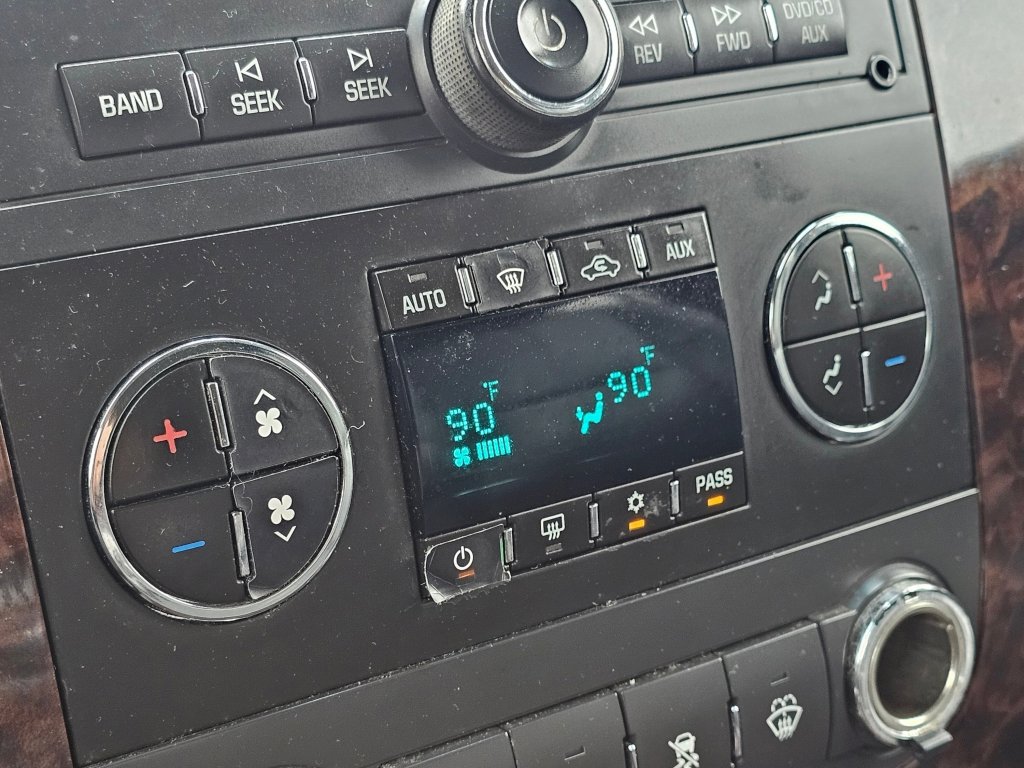 BAND
SEEK
SEEK
REV
FWD
DVD/CD
AUX
AUTO
AUX
90°F
90°F
PASS